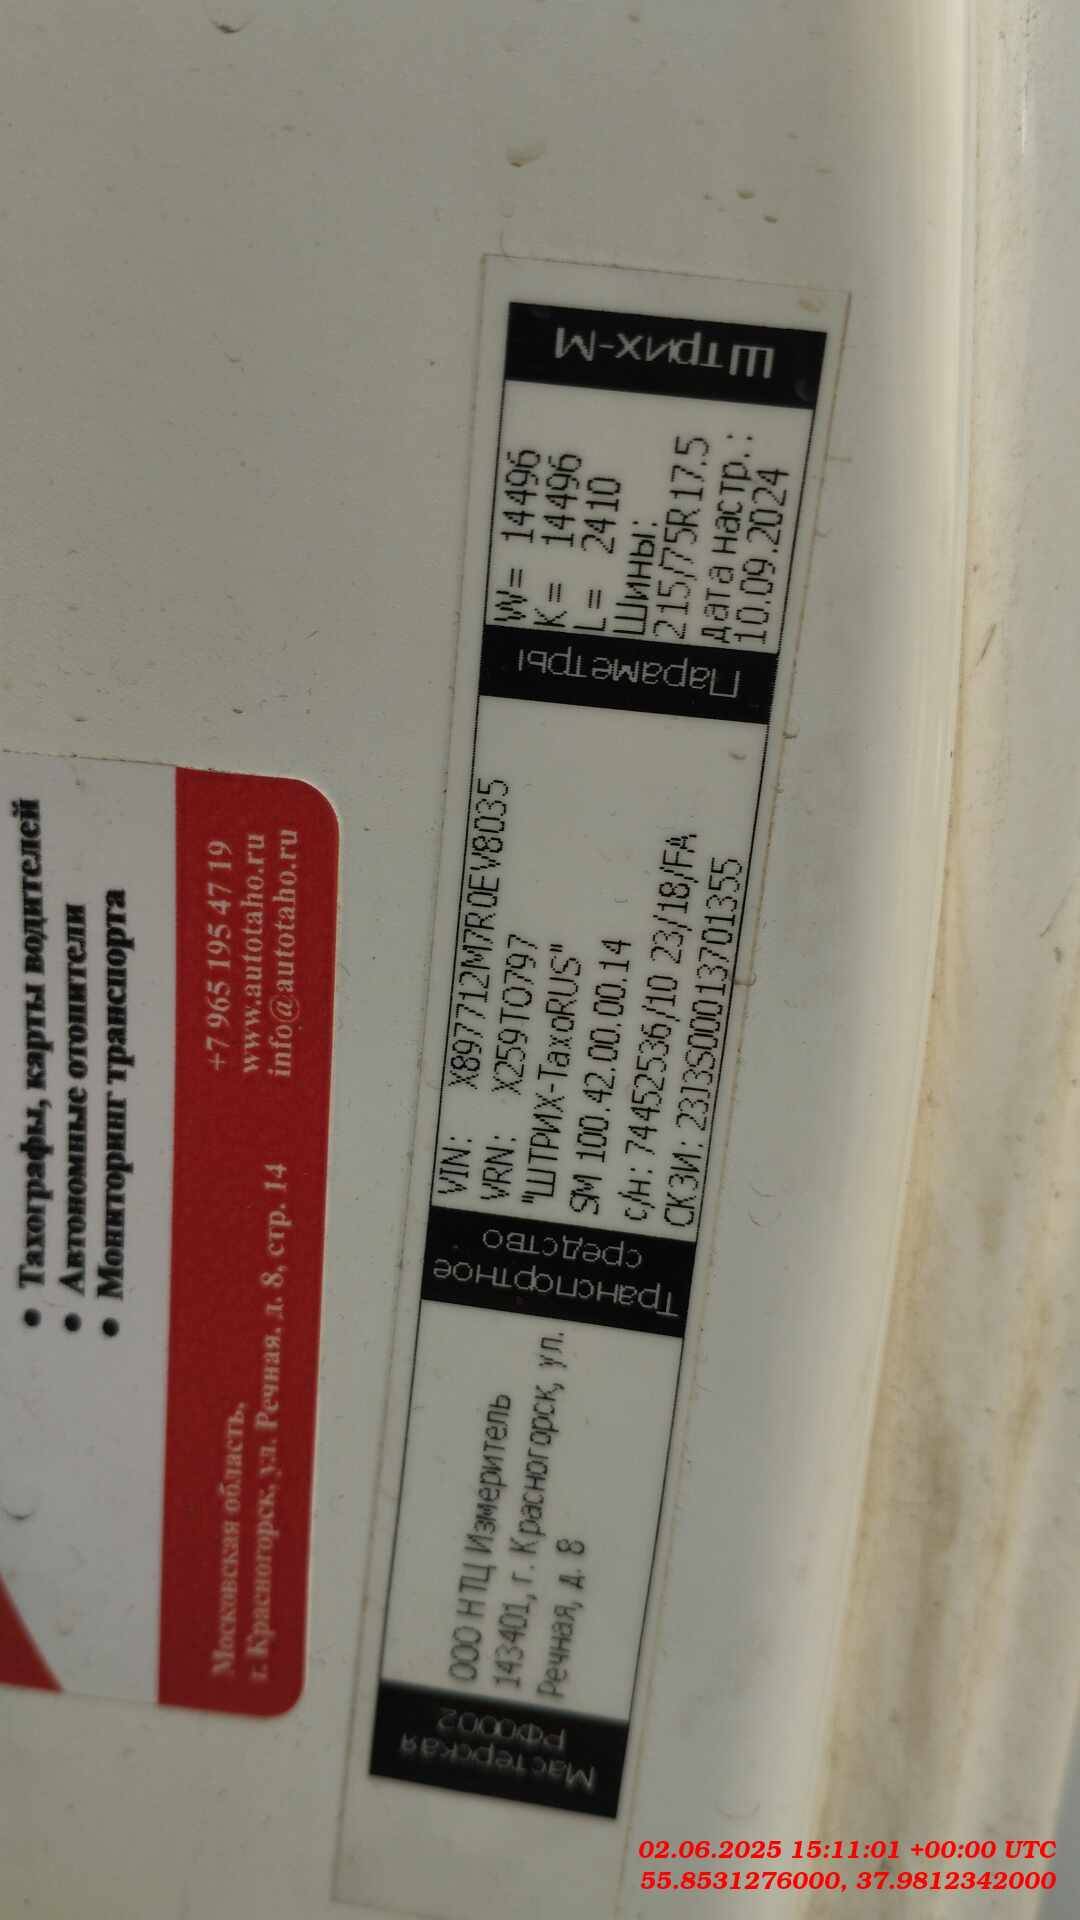 • Тахографы, карты водителей
• Автономные отопители
• Мониторинг транспорта
Московская область,
г. Красногорск, ул. Речная, д. 8, стр. 14
+7 965 195 47 19
www.autotaho.ru
info@autotaho.ru
Мастерская
РФ0002
ООО НТЦ Измеритель
143401, г. Красногорск, ул.
Речная, д. 8
Транспортное
средство
VIN: X897712M7R0EV8035
VRN: X259TO797
"ШТРИХ-ТахоRUS"
SM 100.42.00.00.14
с/н: 74452536/10 23/18/FA
СКЗИ: 23J3S00013701355
Параметры
W= 14496
K= 14496
L= 2410
Шины:
215/75R17.5
Дата настр.:
10.09.2024
Штрих-М
02.06.2025 15:11:01 +00:00 UTC
55.8531276000, 37.9812342000